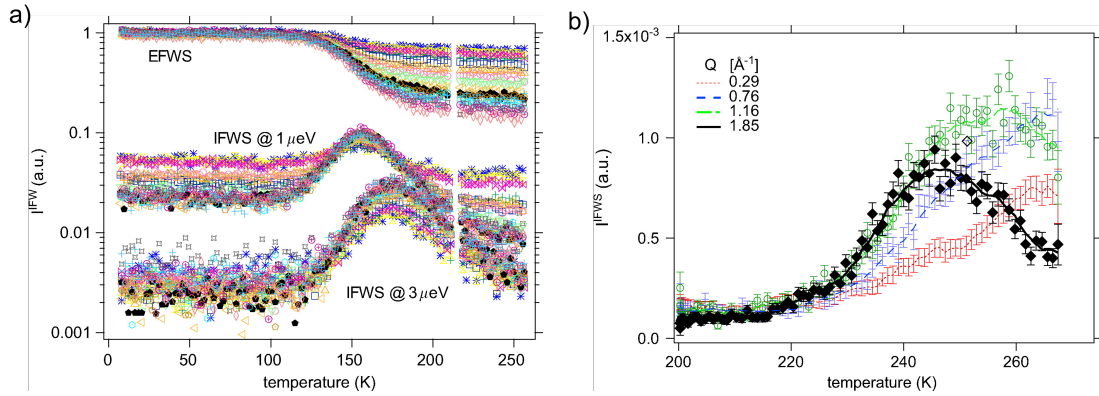 a)
1
0.1
0.01
0.001
I^IFW (a.u.)
EFWS
IFWS @ 1 μeV
IFWS @ 3 μeV
0 50 100 150 200 250
temperature (K)
b)
1.5x10^-3
1.0
0.5
0.0
I^IFWS (a.u.)
Q [Å^-1]
0.29
0.76
1.16
1.85
200 220 240 260
temperature (K)